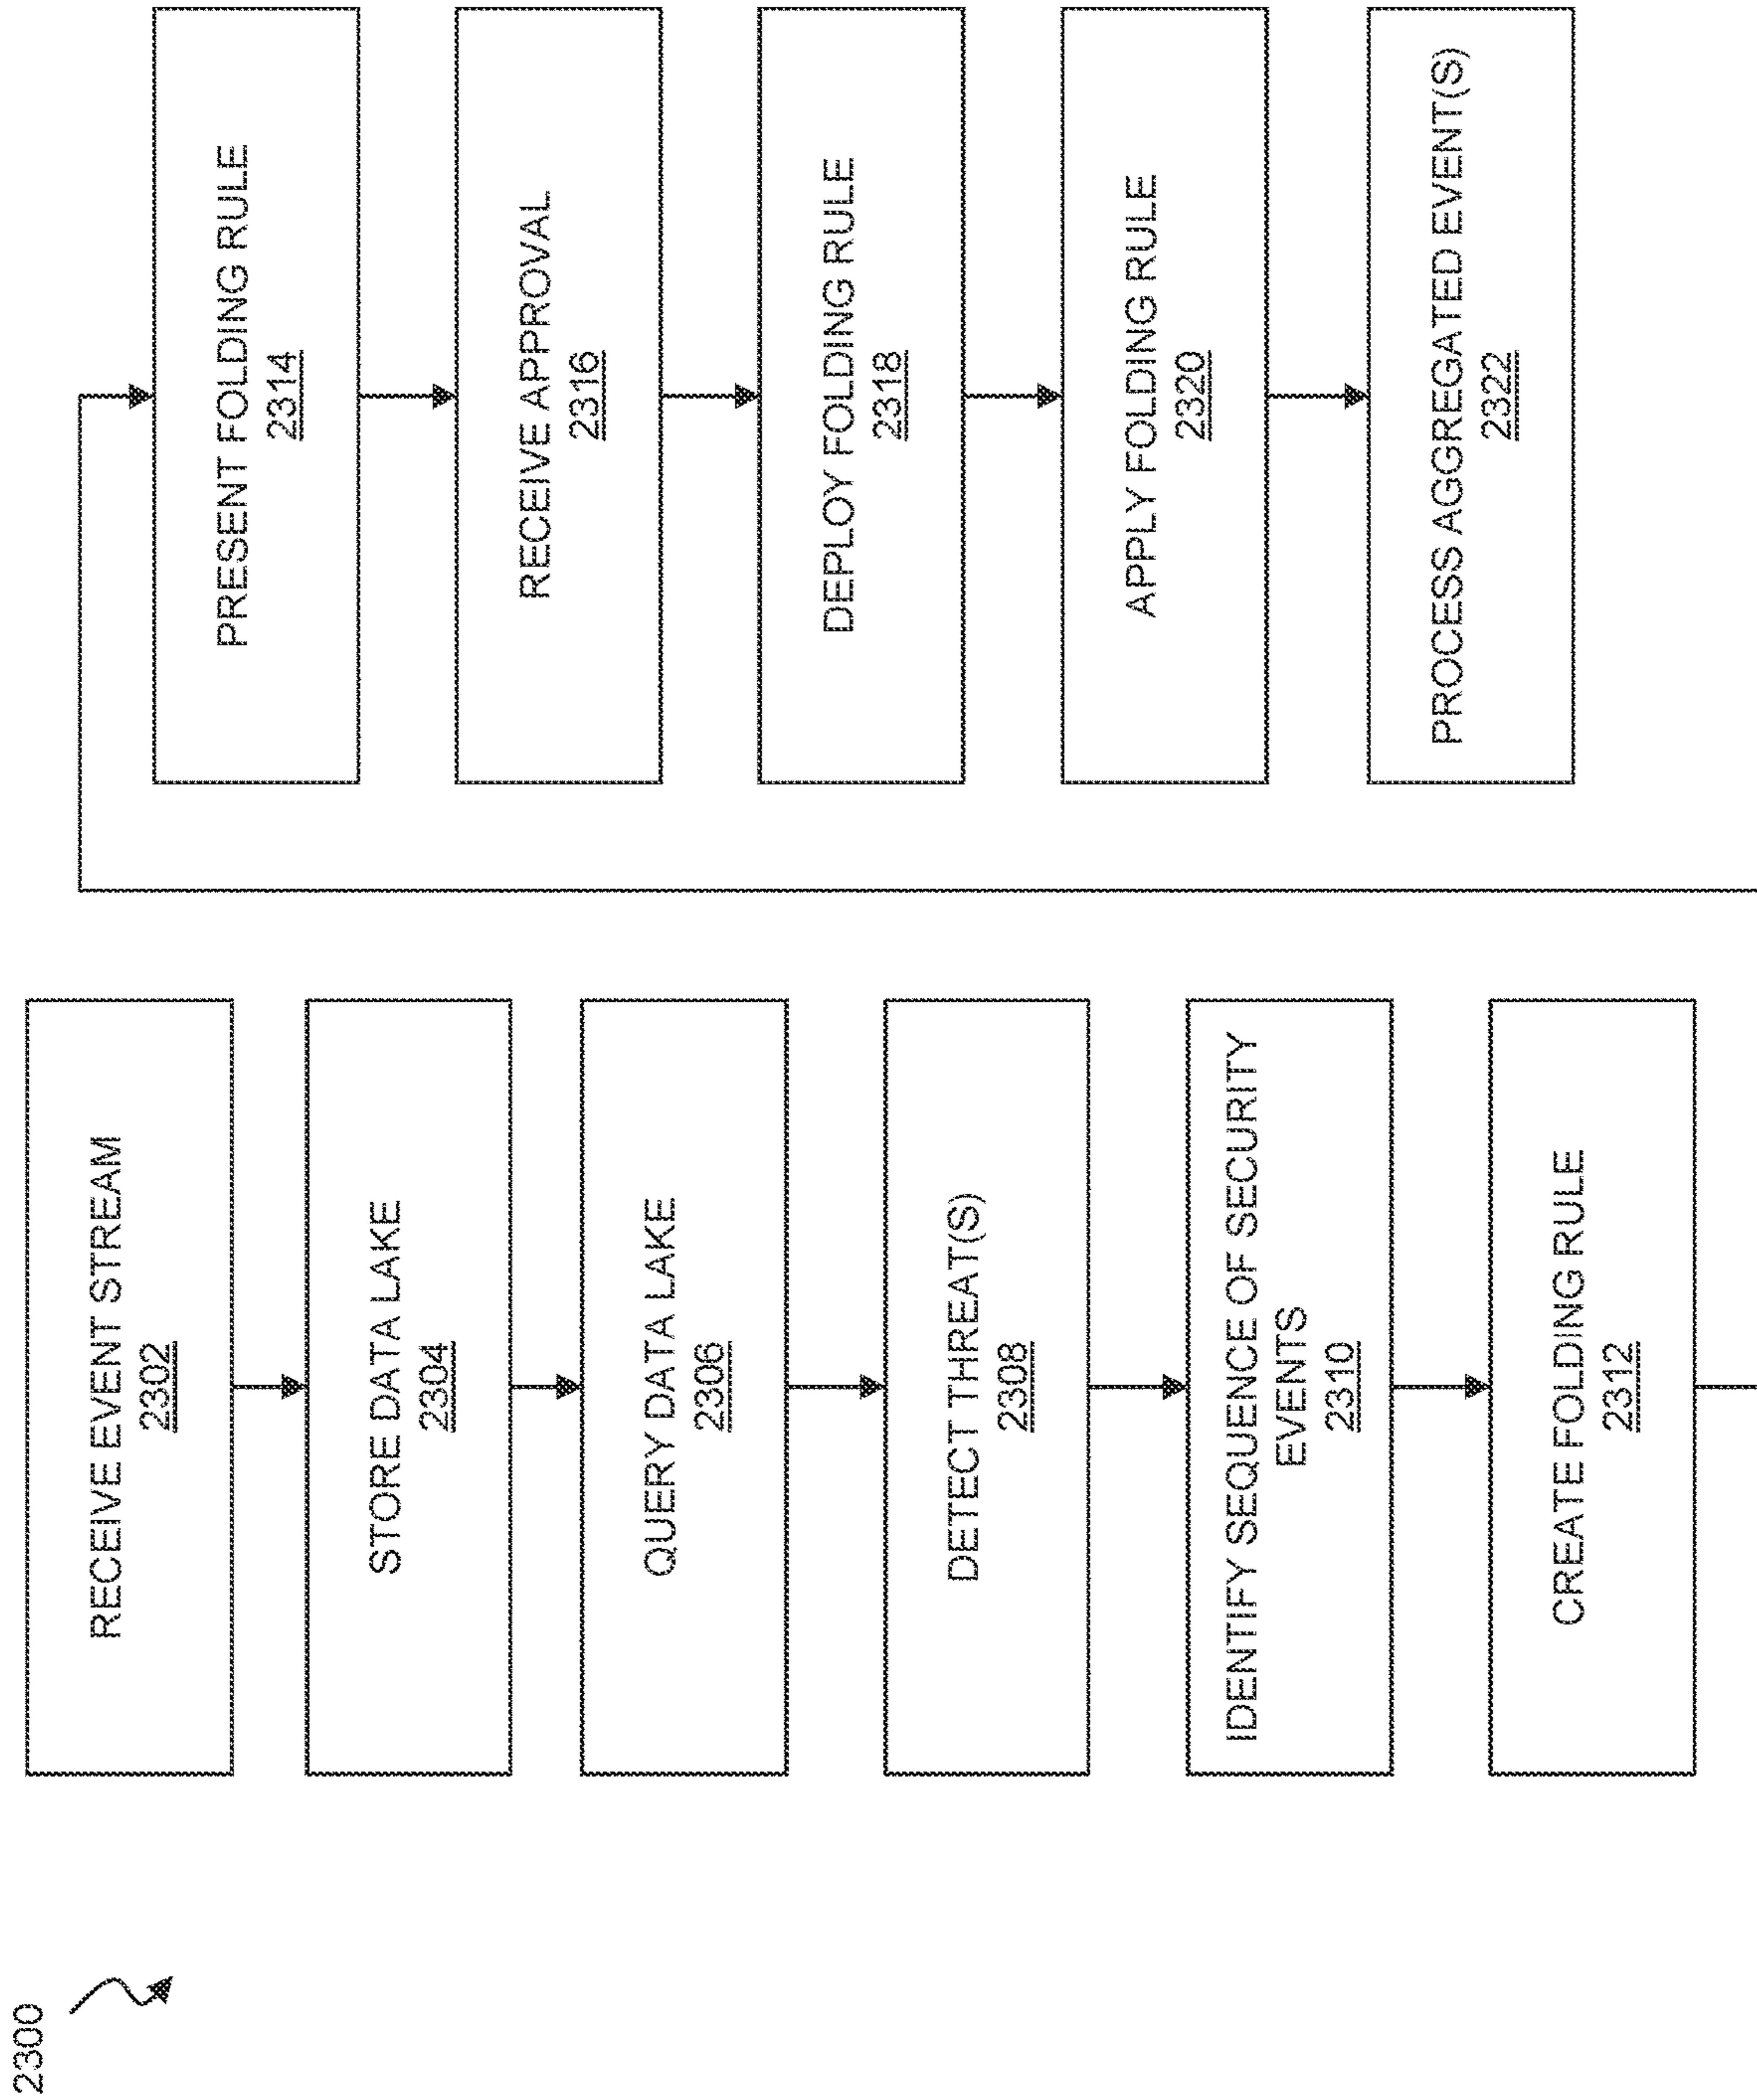 2300
RECEIVE EVENT STREAM
2302
STORE DATA LAKE
2304
QUERY DATA LAKE
2306
DETECT THREAT(S)
2308
IDENTIFY SEQUENCE OF SECURITY
EVENTS
2310
CREATE FOLDING RULE
2312
PRESENT FOLDING RULE
2314
RECEIVE APPROVAL
2316
DEPLOY FOLDING RULE
2318
APPLY FOLDING RULE
2320
PROCESS AGGREGATED EVENT(S)
2322